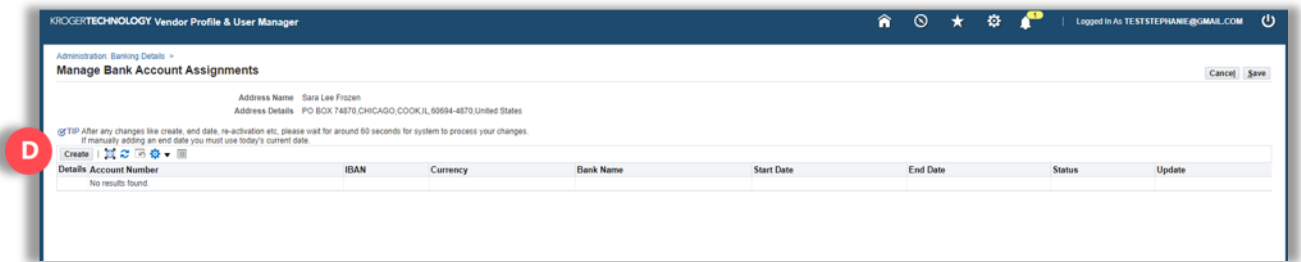 KROGERTECHNOLOGY Vendor Profile & User Manager
1
Logged In As TESTSTEPHANIE@GMAIL.COM
Administration: Banking Details >
Manage Bank Account Assignments
Cancel Save
Address Name Sara Lee Frozen
Address Details PO BOX 74870,CHICAGO,COOK,IL,60694-4870,United States
TIP After any changes like create, end date, re-activation etc, please wait for around 60 seconds for system to process your changes.
If manually adding an end date you must use today's current date.
D
Create
Details Account Number IBAN Currency Bank Name Start Date End Date Status Update
No results found.